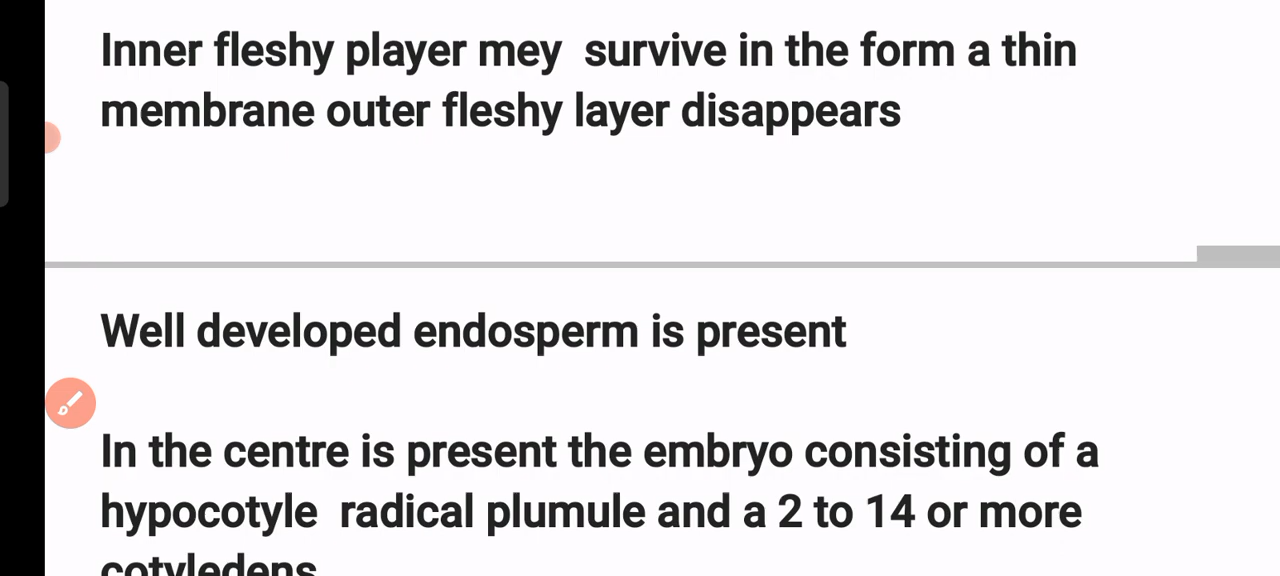 Inner fleshy player mey survive in the form a thin
membrane outer fleshy layer disappears
Well developed endosperm is present
In the centre is present the embryo consisting of a
hypocotyle radical plumule and a 2 to 14 or more
cotyledens